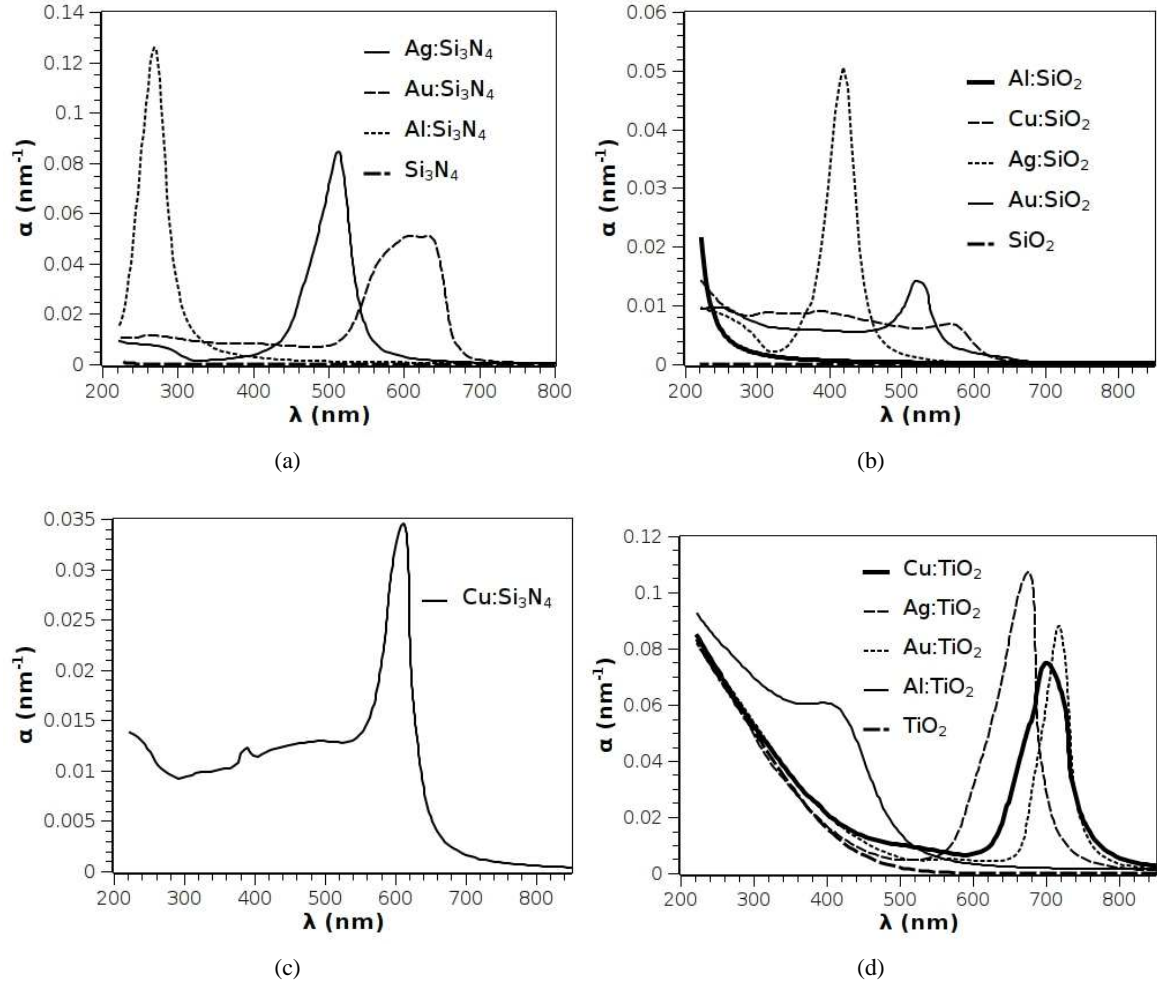 0.14
0.12
0.1
0.08
0.06
0.04
0.02
0
α (nm⁻¹)
Ag:Si₃N₄
Au:Si₃N₄
Al:Si₃N₄
Si₃N₄
200 300 400 500 600 700 800
λ (nm)
(a)
0.06
0.05
0.04
0.03
0.02
0.01
0
α (nm⁻¹)
Al:SiO₂
Cu:SiO₂
Ag:SiO₂
Au:SiO₂
SiO₂
200 300 400 500 600 700 800
λ (nm)
(b)
0.035
0.03
0.025
0.02
0.015
0.01
0.005
0
α (nm⁻¹)
Cu:Si₃N₄
200 300 400 500 600 700 800
λ (nm)
(c)
0.12
0.1
0.08
0.06
0.04
0.02
0
α (nm⁻¹)
Cu:TiO₂
Ag:TiO₂
Au:TiO₂
Al:TiO₂
TiO₂
200 300 400 500 600 700 800
λ (nm)
(d)